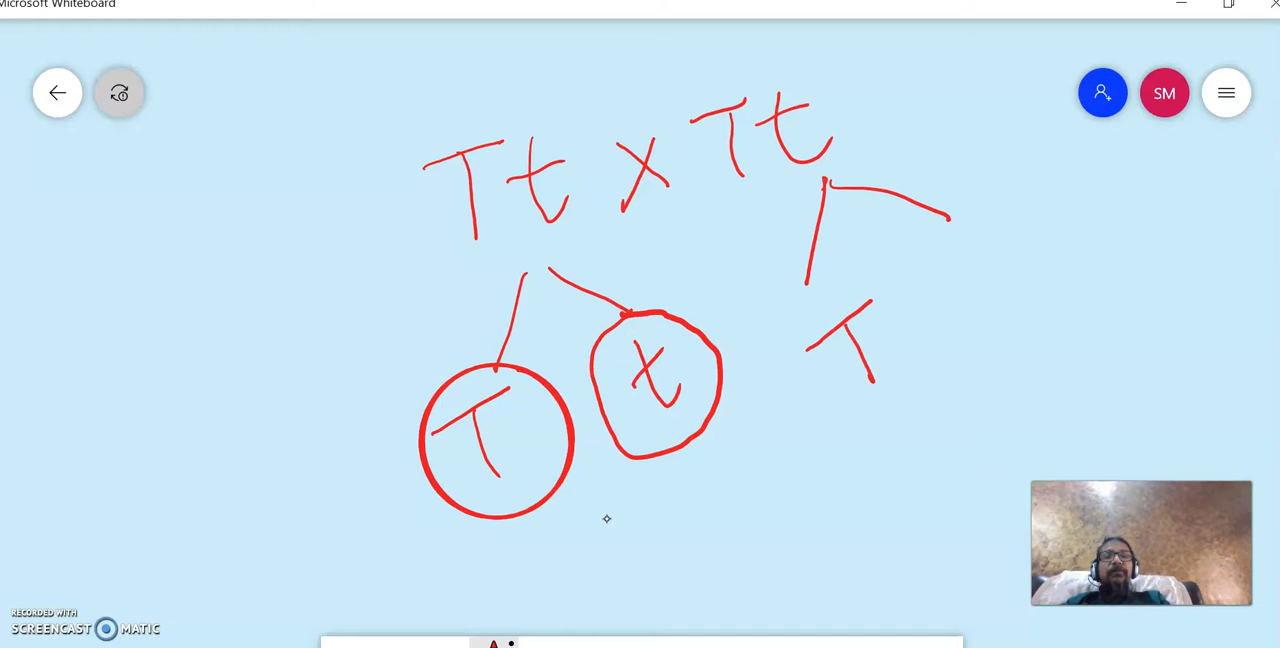 Microsoft Whiteboard
SM
Tt x Tt
T t T
RECORDED WITH
SCREENCAST MATIC